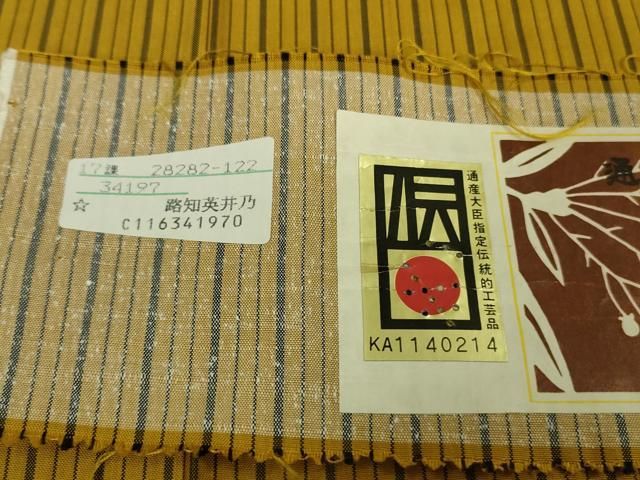 17課 28282-122
34197
☆ 路知英井乃
C116341970
通産大臣指定伝統的工芸品
KA1140214